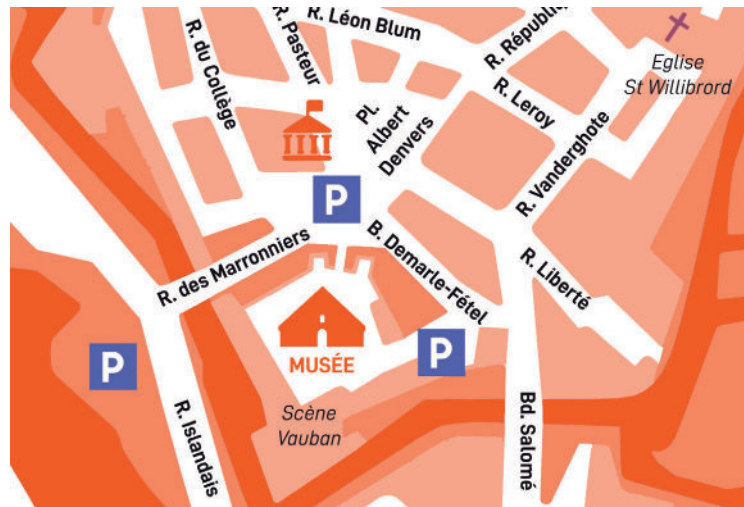 R. Léon Blum
R. Pasteur
R. du Collège
R. République
R. Leroy
Eglise
St Willibrord
Pl.
Albert
Denvers
R. Vanderghote
P
R. des Marronniers
B. Demarle-Fétel
R. Liberté
P
P
MUSÉE
Scène
Vauban
R. Islandais
Bd. Salomé